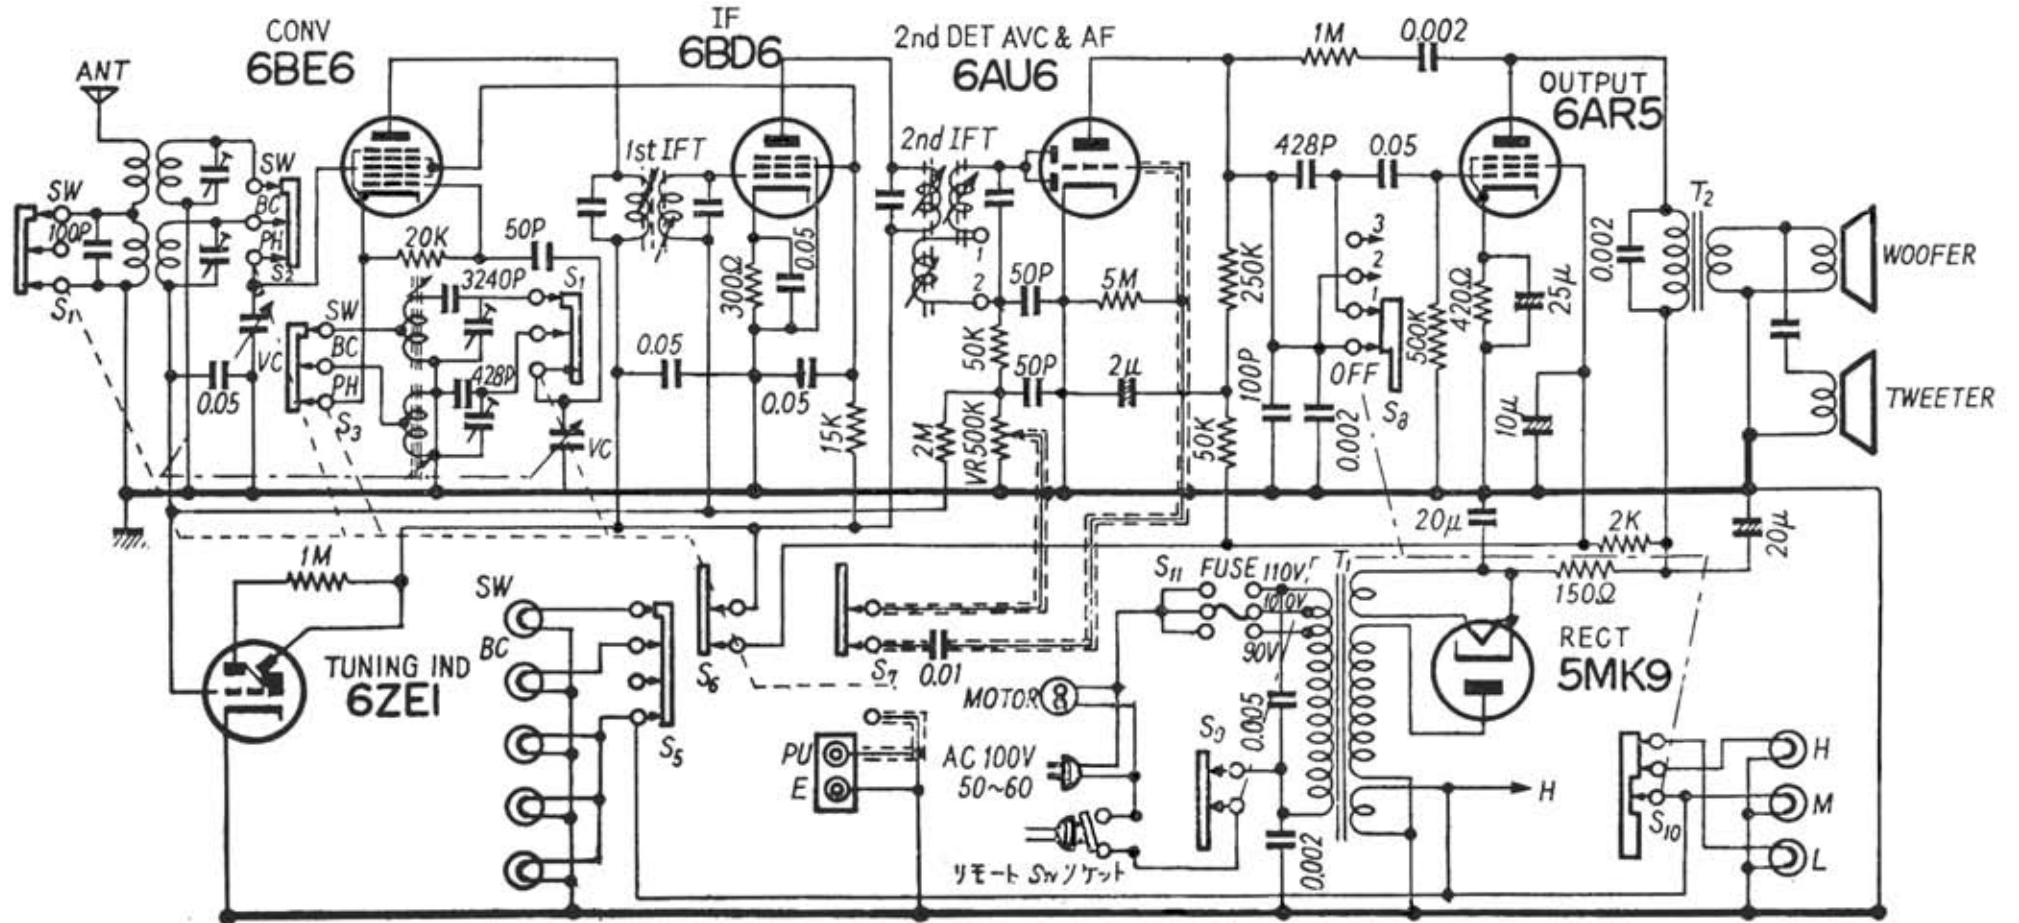 CONV
6BE6
IF
6BD6
2nd DET AVC & AF
6AU6
OUTPUT
6AR5
ANT
1M
0.002
SW
100P
S1
SW
BC
PH
S2
1st IFT
2nd IFT
1
2
428P
0.05
T2
0.002
WOOFER
TWEETER
20K
50P
3240P
S1
428P
VC
300Ω
0.05
0.05
0.05
15K
50P
5M
50K
50P
2μ
2M
VR500K
250K
50K
100P
0.002
3
2
1
OFF
S8
500K
420Ω
25μ
10μ
0.05
VC
SW
BC
PH
S3
20μ
2K
20μ
150Ω
1M
TUNING IND
6ZE1
SW
BC
S5
S6
S7
0.01
PU
E
S11
FUSE
110V
100V
90V
T1
MOTOR
AC 100V
50~60
リモートSWソケット
S9
0.005
0.002
RECT
5MK9
H
S10
H
M
L